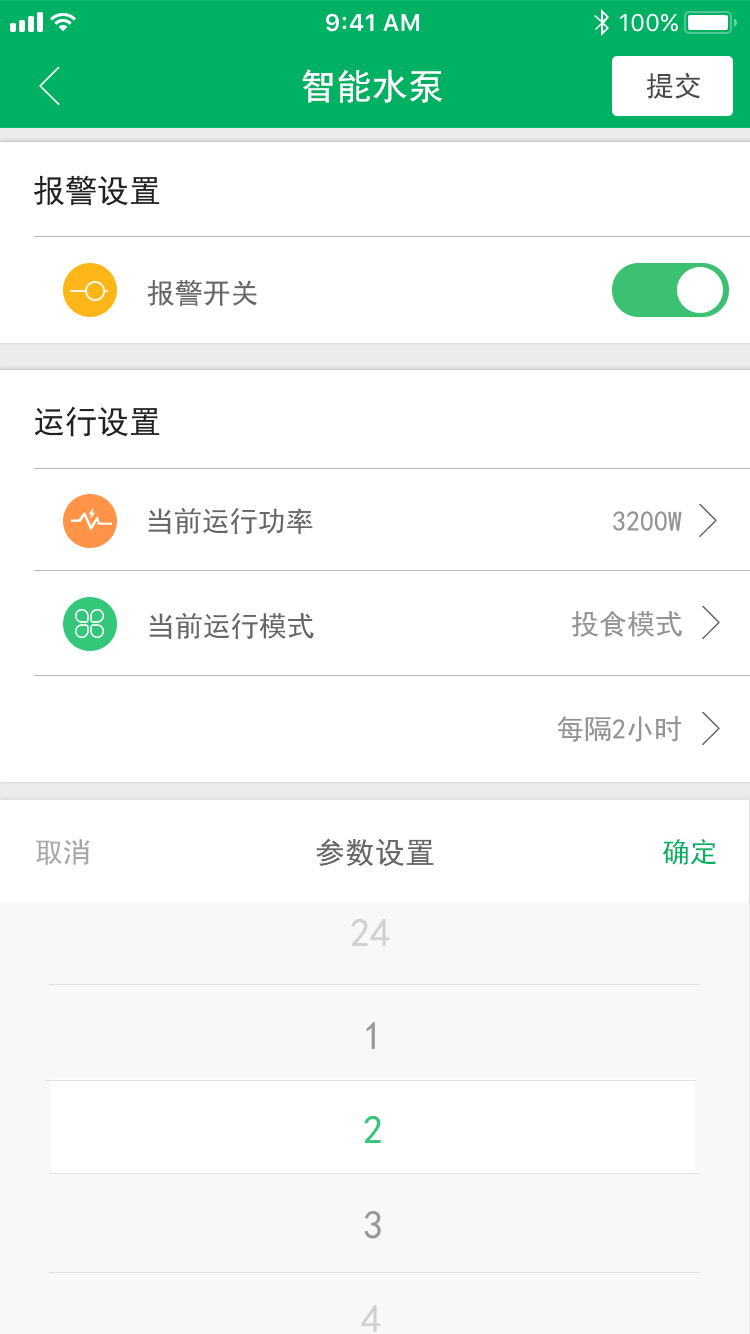 9:41 AM
100%
智能水泵
提交
报警设置
报警开关
运行设置
当前运行功率
3200W
当前运行模式
投食模式
每隔2小时
取消
参数设置
确定
24
1
2
3
4